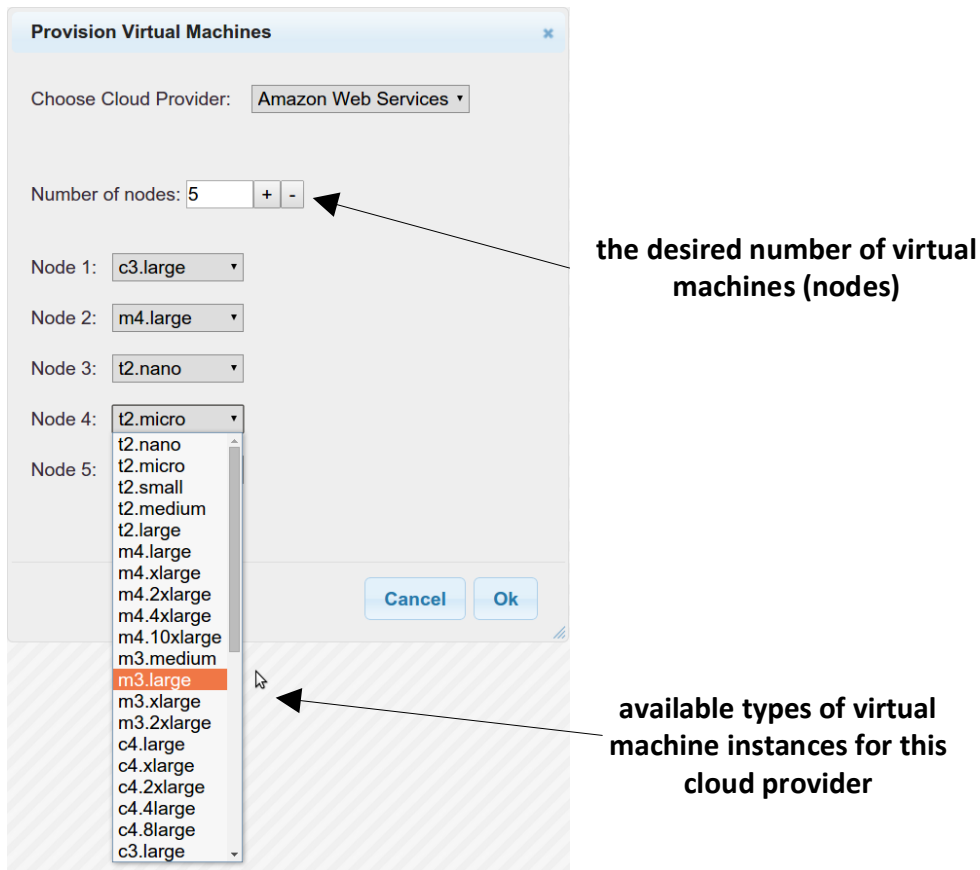 Provision Virtual Machines
Choose Cloud Provider: Amazon Web Services
Number of nodes: 5 + -
the desired number of virtual
machines (nodes)
Node 1: c3.large
Node 2: m4.large
Node 3: t2.nano
Node 4: t2.micro
t2.nano
Node 5:
t2.micro
t2.small
t2.medium
t2.large
m4.large
m4.xlarge
m4.2xlarge
m4.4xlarge
m4.10xlarge
m3.medium
m3.large
m3.xlarge
m3.2xlarge
c4.large
c4.xlarge
c4.2xlarge
c4.4large
c4.8large
c3.large
Cancel Ok
available types of virtual
machine instances for this
cloud provider